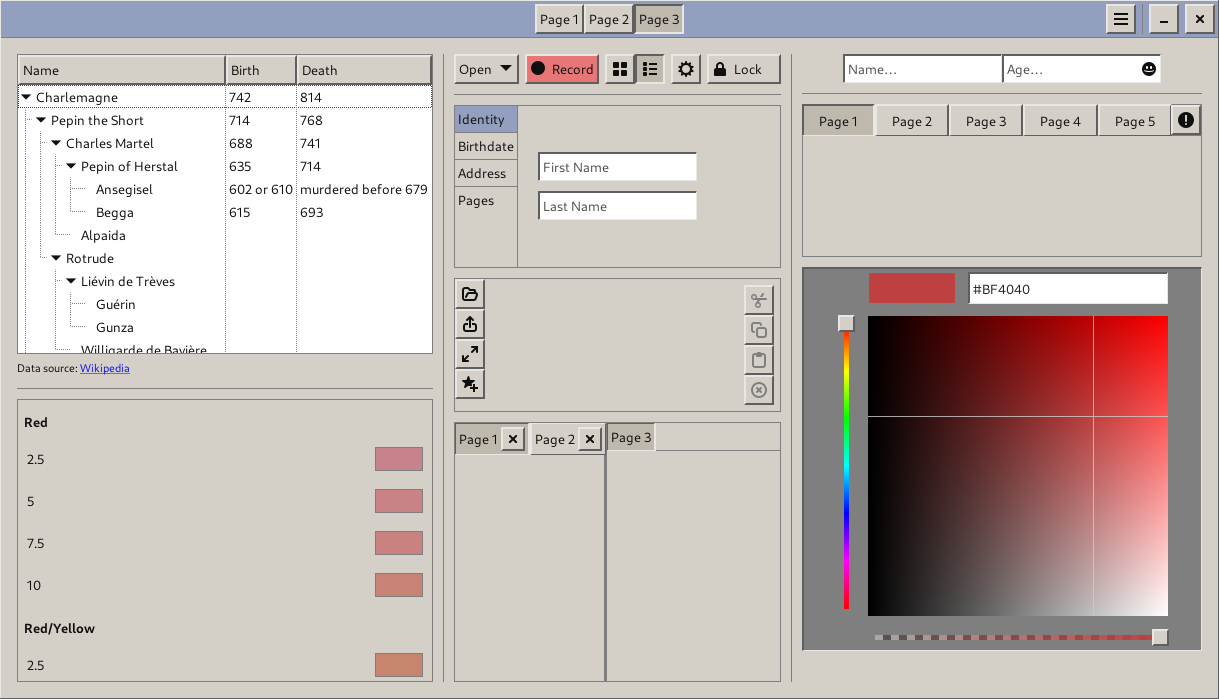 Page 1 Page 2 Page 3
Name Birth Death
Charlemagne 742 814
Pepin the Short 714 768
Charles Martel 688 741
Pepin of Herstal 635 714
Ansegisel 602 or 610 murdered before 679
Begga 615 693
Alpaida
Rotrude
Liévin de Trèves
Guérin
Gunza
Willigarde de Bavière
Data source: Wikipedia
Red
2.5
5
7.5
10
Red/Yellow
2.5
Open Record Lock
Identity
Birthdate
Address
Pages
First Name
Last Name
Page 1 Page 2 Page 3
Name... Age...
Page 1 Page 2 Page 3 Page 4 Page 5
#BF4040